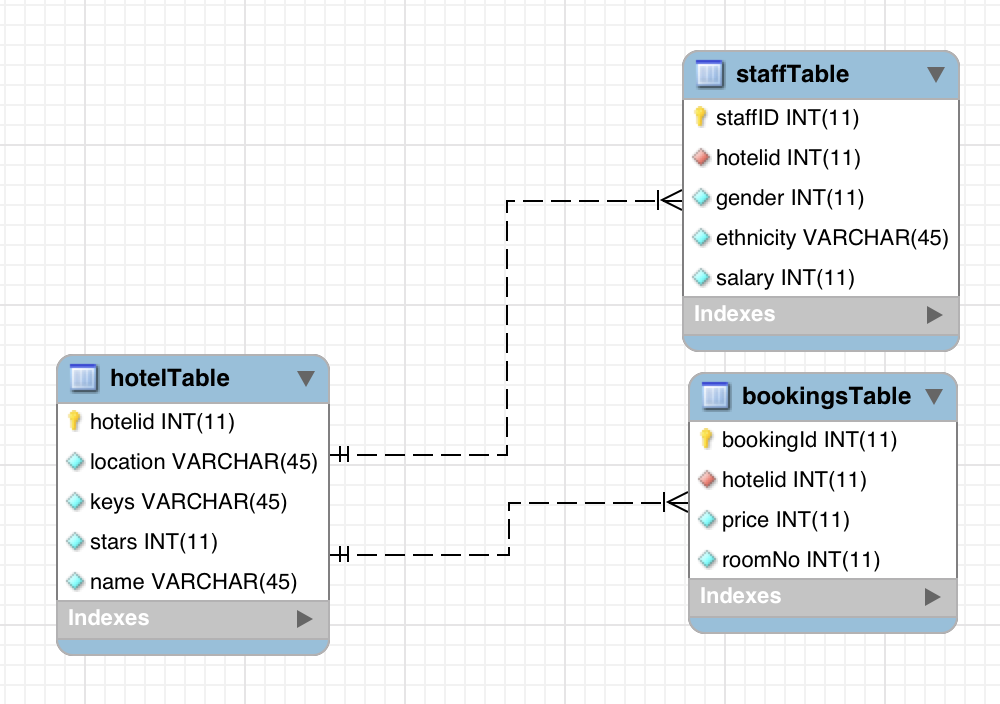 staffTable
staffID INT(11)
hotelid INT(11)
gender INT(11)
ethnicity VARCHAR(45)
salary INT(11)
Indexes
hotelTable
hotelid INT(11)
location VARCHAR(45)
keys VARCHAR(45)
stars INT(11)
name VARCHAR(45)
Indexes
bookingsTable
bookingId INT(11)
hotelid INT(11)
price INT(11)
roomNo INT(11)
Indexes